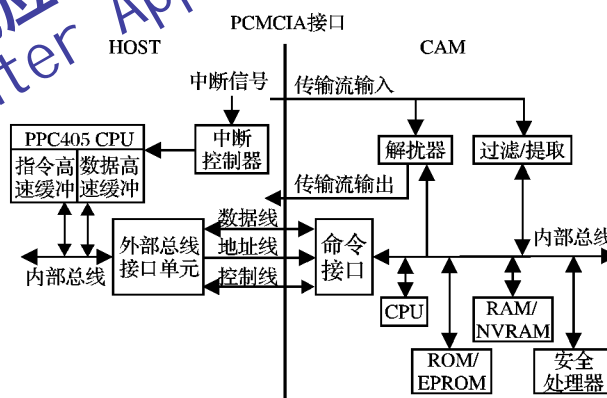 PCMCIA接口
HOST
CAM
中断信号
传输流输入
PPC405 CPU
指令高
速缓冲
数据高
速缓冲
中断
控制器
解扰器
过滤/提取
传输流输出
数据线
地址线
控制线
外部总线
接口单元
命令
接口
内部总线
内部总线
CPU
RAM/
NVRAM
ROM/
EPROM
安全
处理器